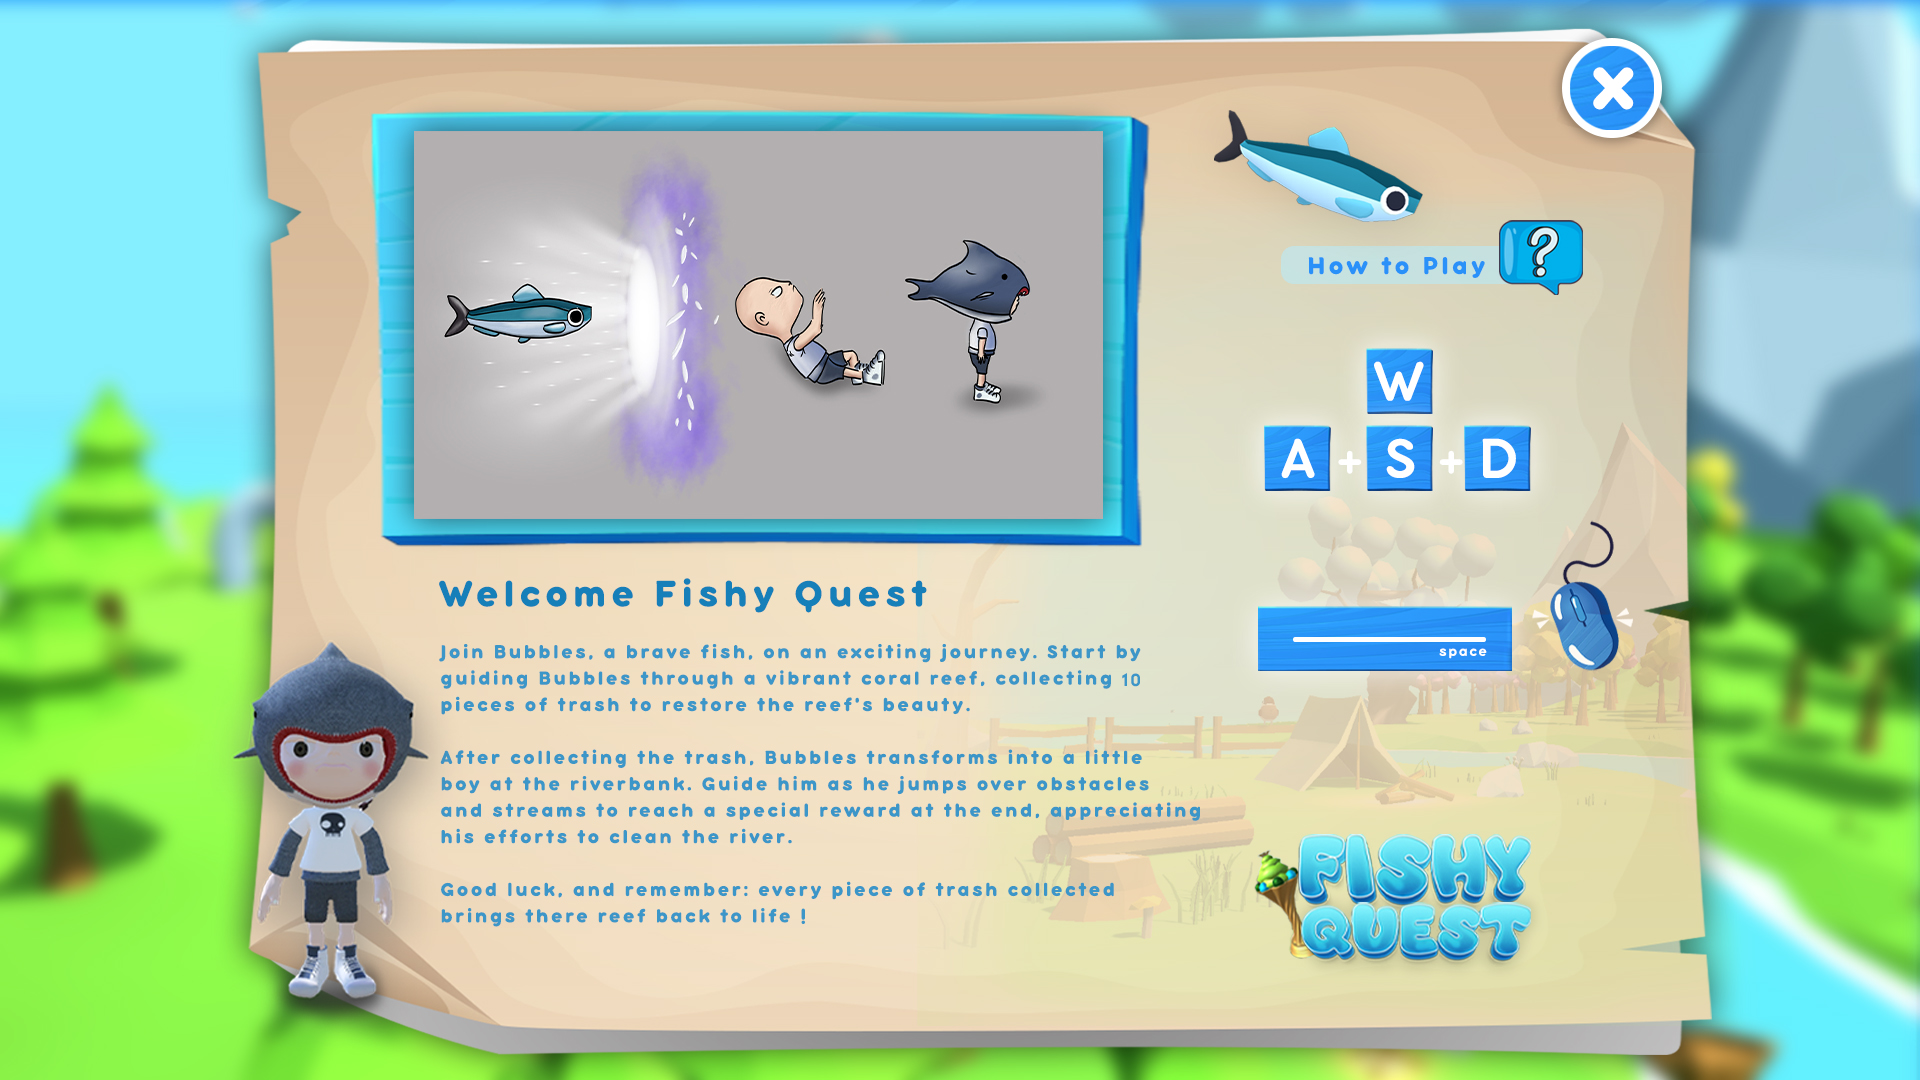 How to Play
?
W
A + S + D
space
Welcome Fishy Quest
Join Bubbles, a brave fish, on an exciting journey. Start by
guiding Bubbles through a vibrant coral reef, collecting 10
pieces of trash to restore the reef's beauty.
After collecting the trash, Bubbles transforms into a little
boy at the riverbank. Guide him as he jumps over obstacles
and streams to reach a special reward at the end, appreciating
his efforts to clean the river.
Good luck, and remember: every piece of trash collected
brings there reef back to life !
FISHY
QUEST